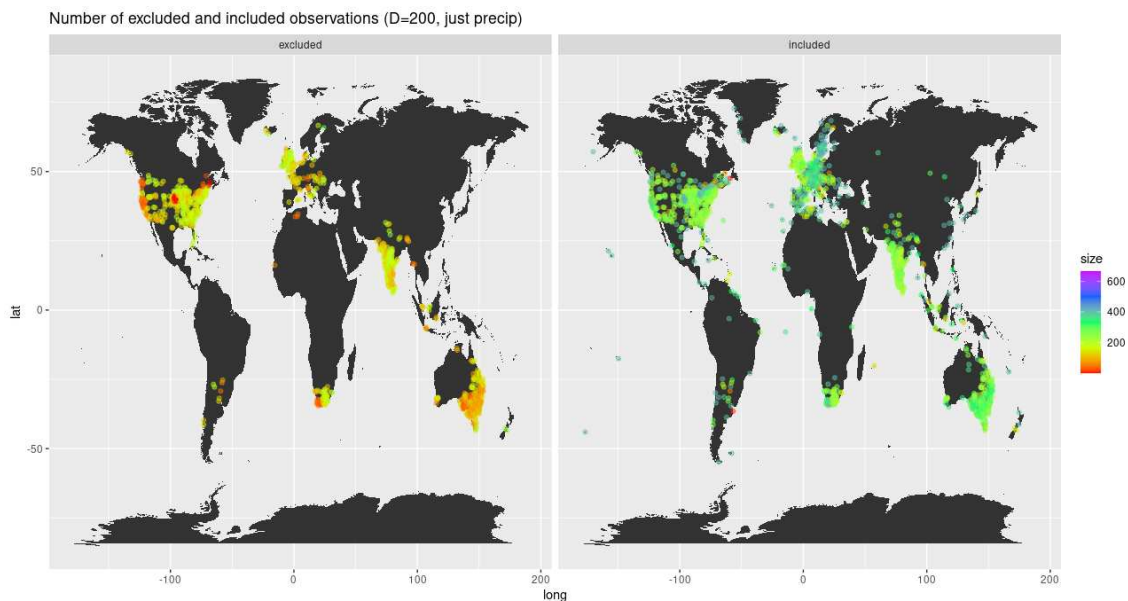 Number of excluded and included observations (D=200, just precip)
excluded
included
lat
50
0
-50
-100
0
100
200
-100
0
100
200
long
size
600
400
200